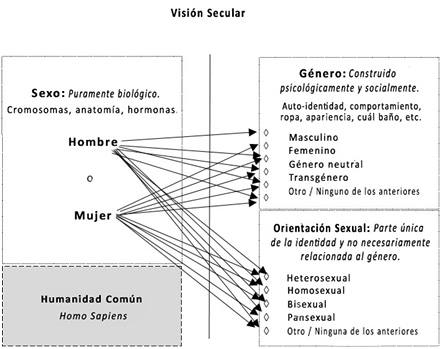 Visión Secular
Sexo: Puramente biológico.
Cromosomas, anatomía, hormonas.
Hombre
o
Mujer
Humanidad Común
Homo Sapiens
Género: Construido
psicológicamente y socialmente.
Auto-identidad, comportamiento,
ropa, apariencia, cuál baño, etc.
Masculino
Femenino
Género neutral
Transgénero
Otro / Ninguno de los anteriores
Orientación Sexual: Parte única
de la identidad y no necesariamente
relacionado al género.
Heterosexual
Homosexual
Bisexual
Pansexual
Otro / Ninguna de los anteriores